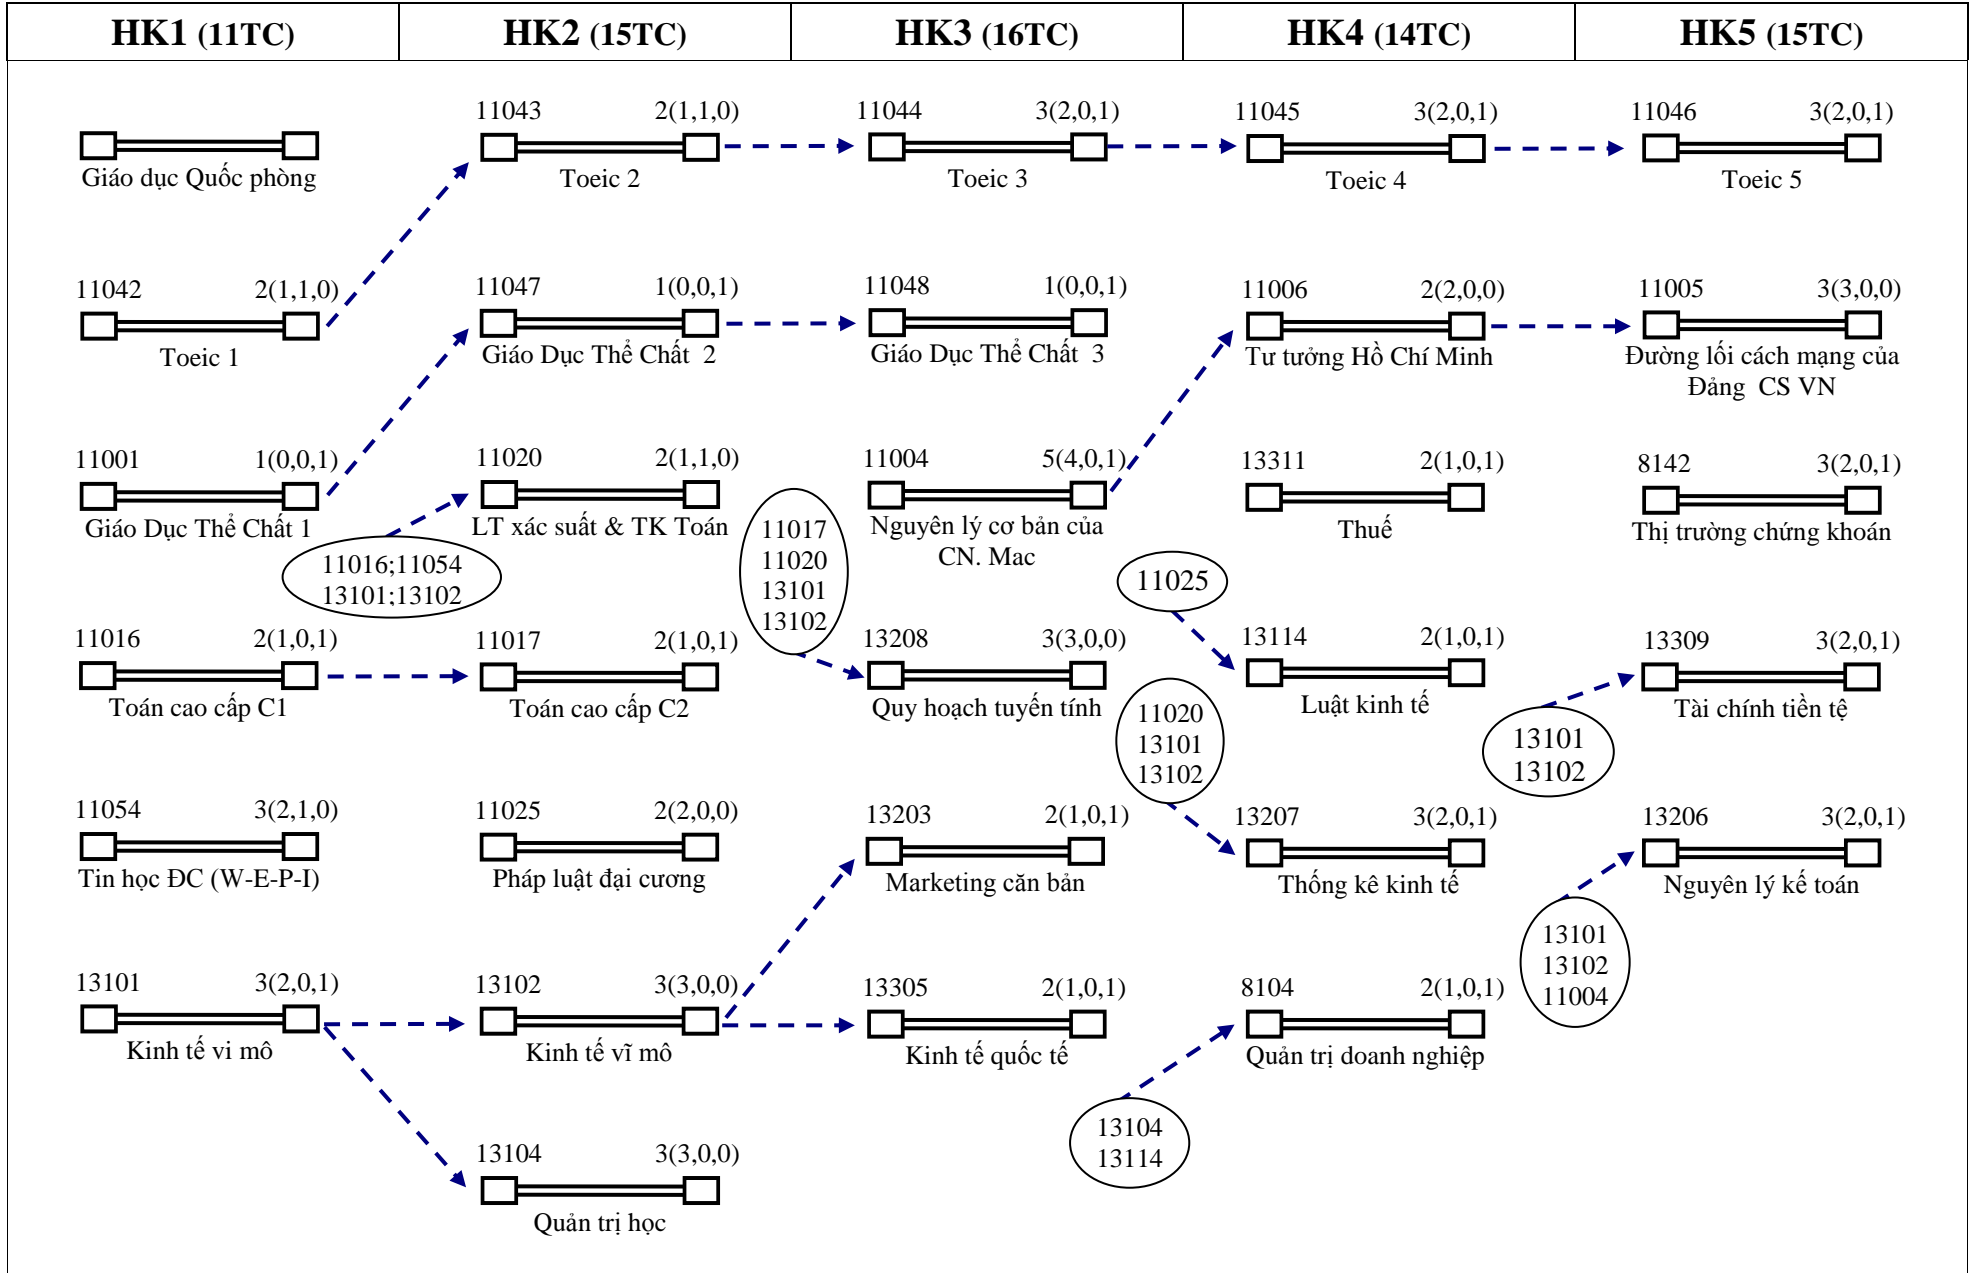 HK1 (11TC)
HK2 (15TC)
HK3 (16TC)
HK4 (14TC)
HK5 (15TC)
Giáo dục Quốc phòng
11043 2(1,1,0)
Toeic 2
11044 3(2,0,1)
Toeic 3
11045 3(2,0,1)
Toeic 4
11046 3(2,0,1)
Toeic 5
11042 2(1,1,0)
Toeic 1
11047 1(0,0,1)
Giáo Dục Thể Chất 2
11048 1(0,0,1)
Giáo Dục Thể Chất 3
11006 2(2,0,0)
Tư tưởng Hồ Chí Minh
11005 3(3,0,0)
Đường lối cách mạng của
Đảng CS VN
11001 1(0,0,1)
Giáo Dục Thể Chất 1
11016;11054
13101;13102
11020 2(1,1,0)
LT xác suất & TK Toán
11017
11020
13101
13102
11004 5(4,0,1)
Nguyên lý cơ bản của
CN. Mac
11025
13311 2(1,0,1)
Thuế
8142 3(2,0,1)
Thị trường chứng khoán
11016 2(1,0,1)
Toán cao cấp C1
11017 2(1,0,1)
Toán cao cấp C2
13208 3(3,0,0)
Quy hoạch tuyến tính
11020
13101
13102
13114 2(1,0,1)
Luật kinh tế
13101
13102
13309 3(2,0,1)
Tài chính tiền tệ
11054 3(2,1,0)
Tin học ĐC (W-E-P-I)
11025 2(2,0,0)
Pháp luật đại cương
13203 2(1,0,1)
Marketing căn bản
13207 3(2,0,1)
Thống kê kinh tế
13206 3(2,0,1)
Nguyên lý kế toán
13101
13102
11004
13101 3(2,0,1)
Kinh tế vi mô
13102 3(3,0,0)
Kinh tế vĩ mô
13305 2(1,0,1)
Kinh tế quốc tế
8104 2(1,0,1)
Quản trị doanh nghiệp
13104
13114
13104 3(3,0,0)
Quản trị học